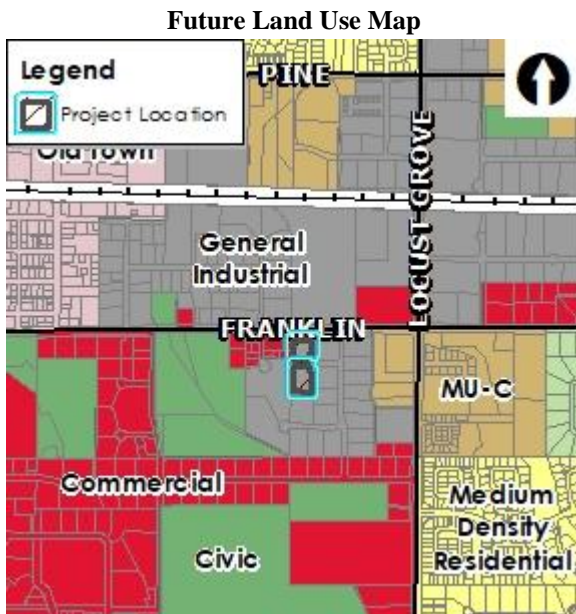 Future Land Use Map
Legend
Project Location
PINE
Old Town
LOCUST GROVE
General
Industrial
FRANKLIN
MU-C
Commercial
Medium
Density
Residential
Civic